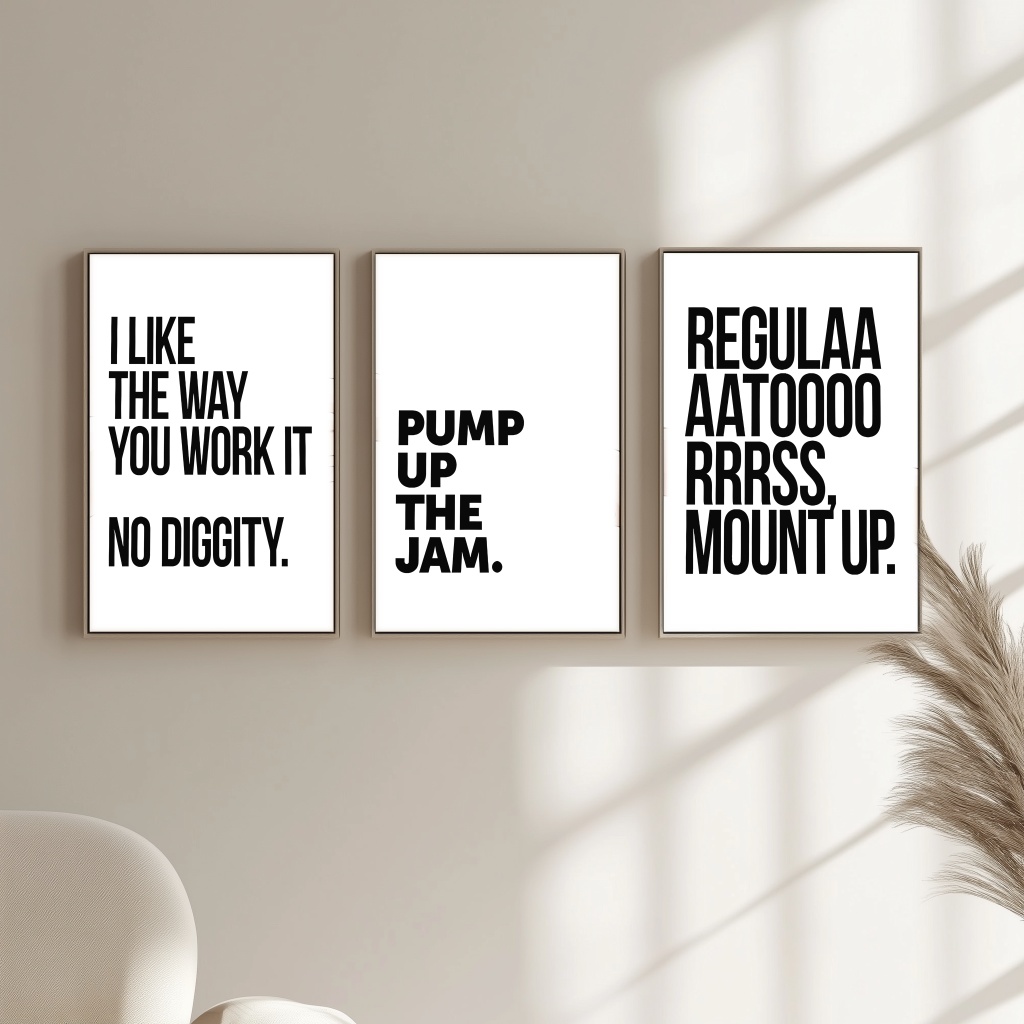 I LIKE
THE WAY
YOU WORK IT
NO DIGGITY.
PUMP
UP
THE
JAM.
REGULAA
AATOOOO
RRRSS,
MOUNT UP.